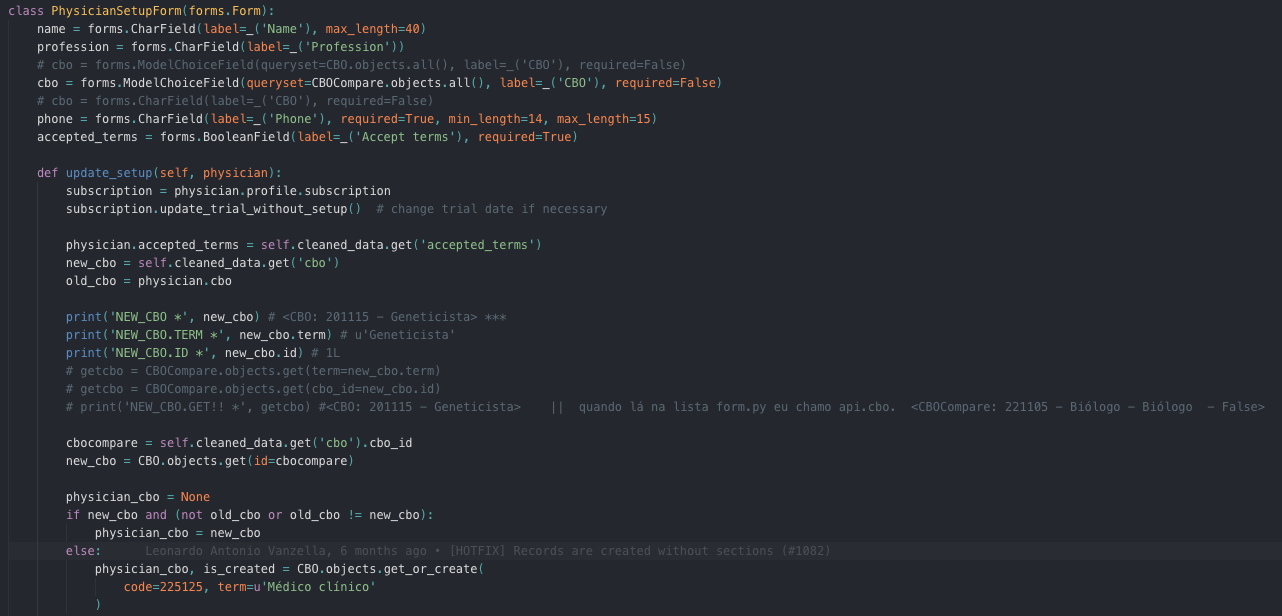 class PhysicianSetupForm(forms.Form):
    name = forms.CharField(label=_('Name'), max_length=40)
    profession = forms.CharField(label=_('Profession'))
    # cbo = forms.ModelChoiceField(queryset=CBO.objects.all(), label=_('CBO'), required=False)
    cbo = forms.ModelChoiceField(queryset=CBOCompare.objects.all(), label=_('CBO'), required=False)
    # cbo = forms.CharField(label=_('CBO'), required=False)
    phone = forms.CharField(label=_('Phone'), required=True, min_length=14, max_length=15)
    accepted_terms = forms.BooleanField(label=_('Accept terms'), required=True)

    def update_setup(self, physician):
        subscription = physician.profile.subscription
        subscription.update_trial_without_setup()  # change trial date if necessary

        physician.accepted_terms = self.cleaned_data.get('accepted_terms')
        new_cbo = self.cleaned_data.get('cbo')
        old_cbo = physician.cbo

        print('NEW_CBO *', new_cbo) # <CBO: 201115 - Geneticista> ***
        print('NEW_CBO.TERM *', new_cbo.term) # u'Geneticista'
        print('NEW_CBO.ID *', new_cbo.id) # 1L
        # getcbo = CBOCompare.objects.get(term=new_cbo.term)
        # getcbo = CBOCompare.objects.get(cbo_id=new_cbo.id)
        # print('NEW_CBO.GET!! *', getcbo) #<CBO: 201115 - Geneticista>    ||  quando lá na lista form.py eu chamo api.cbo.  <CBOCompare: 221105 - Biólogo - Biólogo  - False>

        cbocompare = self.cleaned_data.get('cbo').cbo_id
        new_cbo = CBO.objects.get(id=cbocompare)

        physician_cbo = None
        if new_cbo and (not old_cbo or old_cbo != new_cbo):
            physician_cbo = new_cbo
        else:      Leonardo Antonio Vanzella, 6 months ago • [HOTFIX] Records are created without sections (#1082)
            physician_cbo, is_created = CBO.objects.get_or_create(
                code=225125, term=u'Médico clínico'
            )